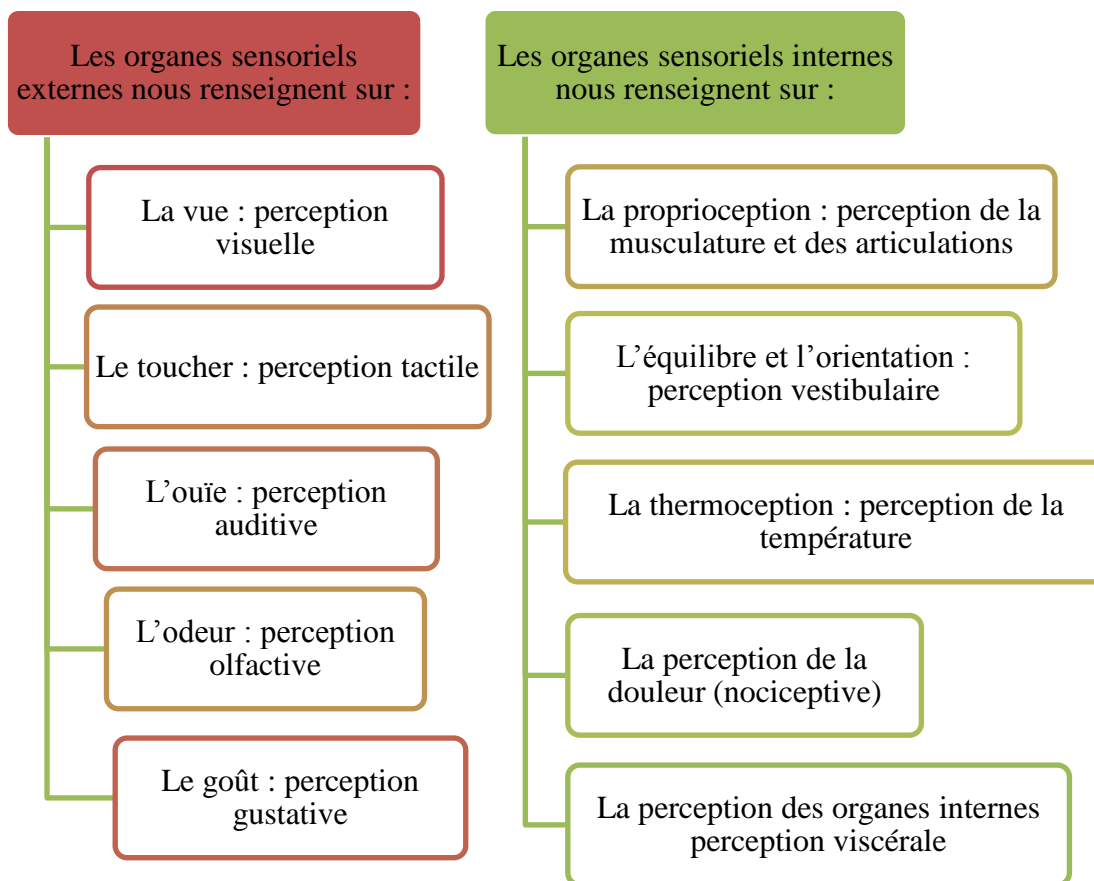 Les organes sensoriels
externes nous renseignent sur :
La vue : perception
visuelle
Le toucher : perception tactile
L’ouïe : perception
auditive
L’odeur : perception
olfactive
Le goût : perception
gustative
Les organes sensoriels internes
nous renseignent sur :
La proprioception : perception de la
musculature et des articulations
L’équilibre et l’orientation :
perception vestibulaire
La thermoception : perception de la
température
La perception de la
douleur (nociceptive)
La perception des organes internes
perception viscérale